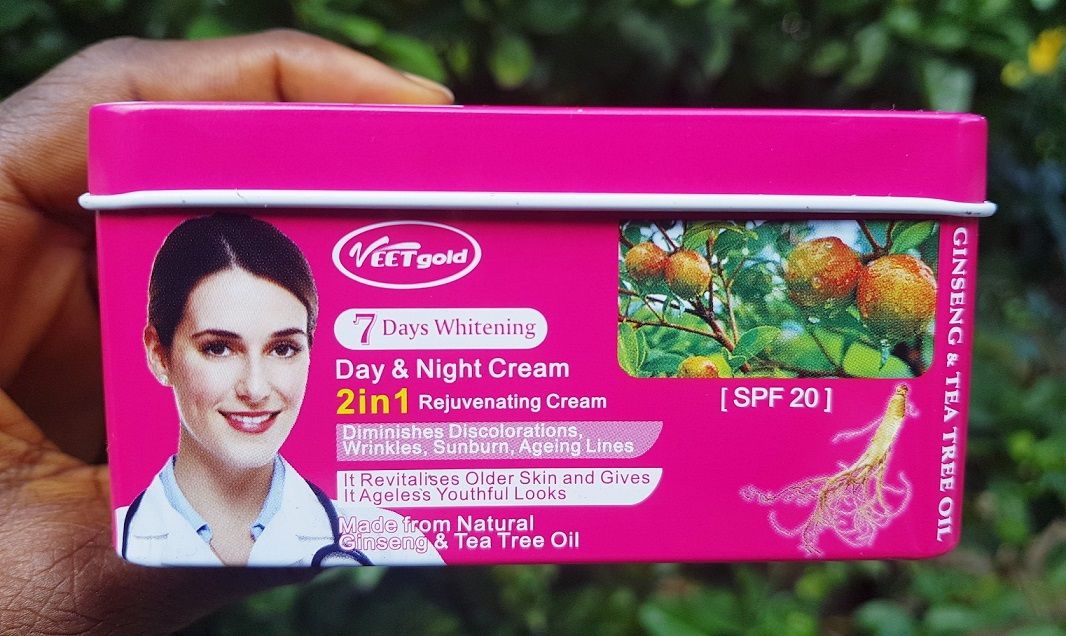 VEET gold
7 Days Whitening
Day & Night Cream
2in1 Rejuvenating Cream
Diminishes Discolorations,
Wrinkles, Sunburn, Ageing Lines
It Revitalises Older Skin and Gives
It Ageless Youthful Looks
Made from Natural
Ginseng & Tea Tree Oil
[ SPF 20 ]
GINSENG & TEA TREE OIL